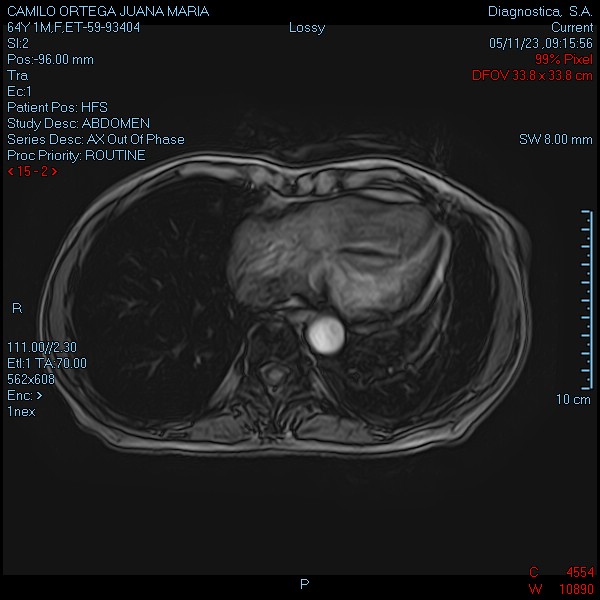 CAMILO ORTEGA JUANA MARIA
64Y 1M,F,ET-59-93404
Sl:2
Pos:-96.00 mm
Tra
Ec:1
Patient Pos: HFS
Study Desc: ABDOMEN
Series Desc: AX Out Of Phase
Proc Priority: ROUTINE
< 15 - 2 >
Lossy
Diagnostica, S.A.
Current
05/11/23 ,09:15:56
99% Pixel
DFOV 33.8 x 33.8 cm
SW 8.00 mm
R
111.00//2.30
Etl:1 TA:70.00
562x608
Enc: >
1nex
10 cm
P
C 4554
W 10890